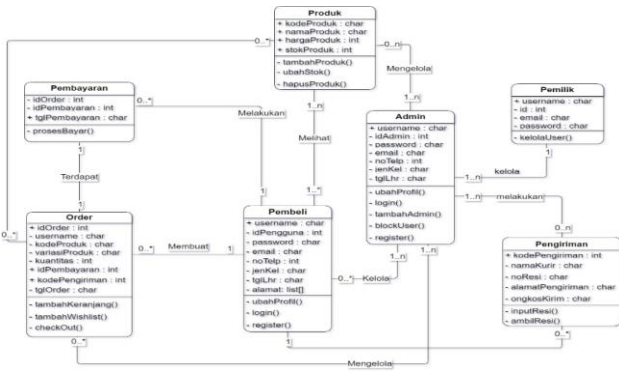 Produk
+ kodeProduk : char
+ namaProduk : char
+ hargaProduk : int
+ stokProduk : int
- tambahProduk()
- ubahStok()
- hapusProduk()
0..*
0..n
Mengelola
1..n
1..n
Pembayaran
- idOrder : int
- idPembayaran : int
+ tglPembayaran : char
- prosesBayar()
0..*
Melakukan
Melihat
1
Terdapat
1
1
1..*
Admin
+ username : char
- idAdmin : int
- password : char
- email : char
- noTelp : int
- jenKel : char
- tglLhr : char
- ubahProfil()
- login()
- tambahAdmin()
- blockUser()
- register()
Pemilik
+ username : char
- id : int
- email : char
- password : char
- kelolaUser()
1
1..n
kelola
1..n
melakukan
0..n
0..*
Order
+ idOrder : int
- username : char
- kodeProduk : char
- variasiProduk : char
- kuantitas : int
+ idPembayaran : int
+ kodePengiriman : int
- tglOrder : char
- tambahKeranjang()
- tambahWishlist()
- checkOut()
0..*
Membuat
1
Pembeli
+ username : char
- idPengguna : int
- password : char
- email : char
- noTelp : int
- jenKel : char
- tglLhr : char
- alamat: list[]
- ubahProfil()
- login()
- register()
0..*
Kelola
1..n
1..n
Pengiriman
+ kodePengiriman : int
- namaKurir : char
- noResi : char
- alamatPengiriman : char
- ongkosKirim : char
- inputResi()
- ambilResi()
0..*
1
0..*
Mengelola